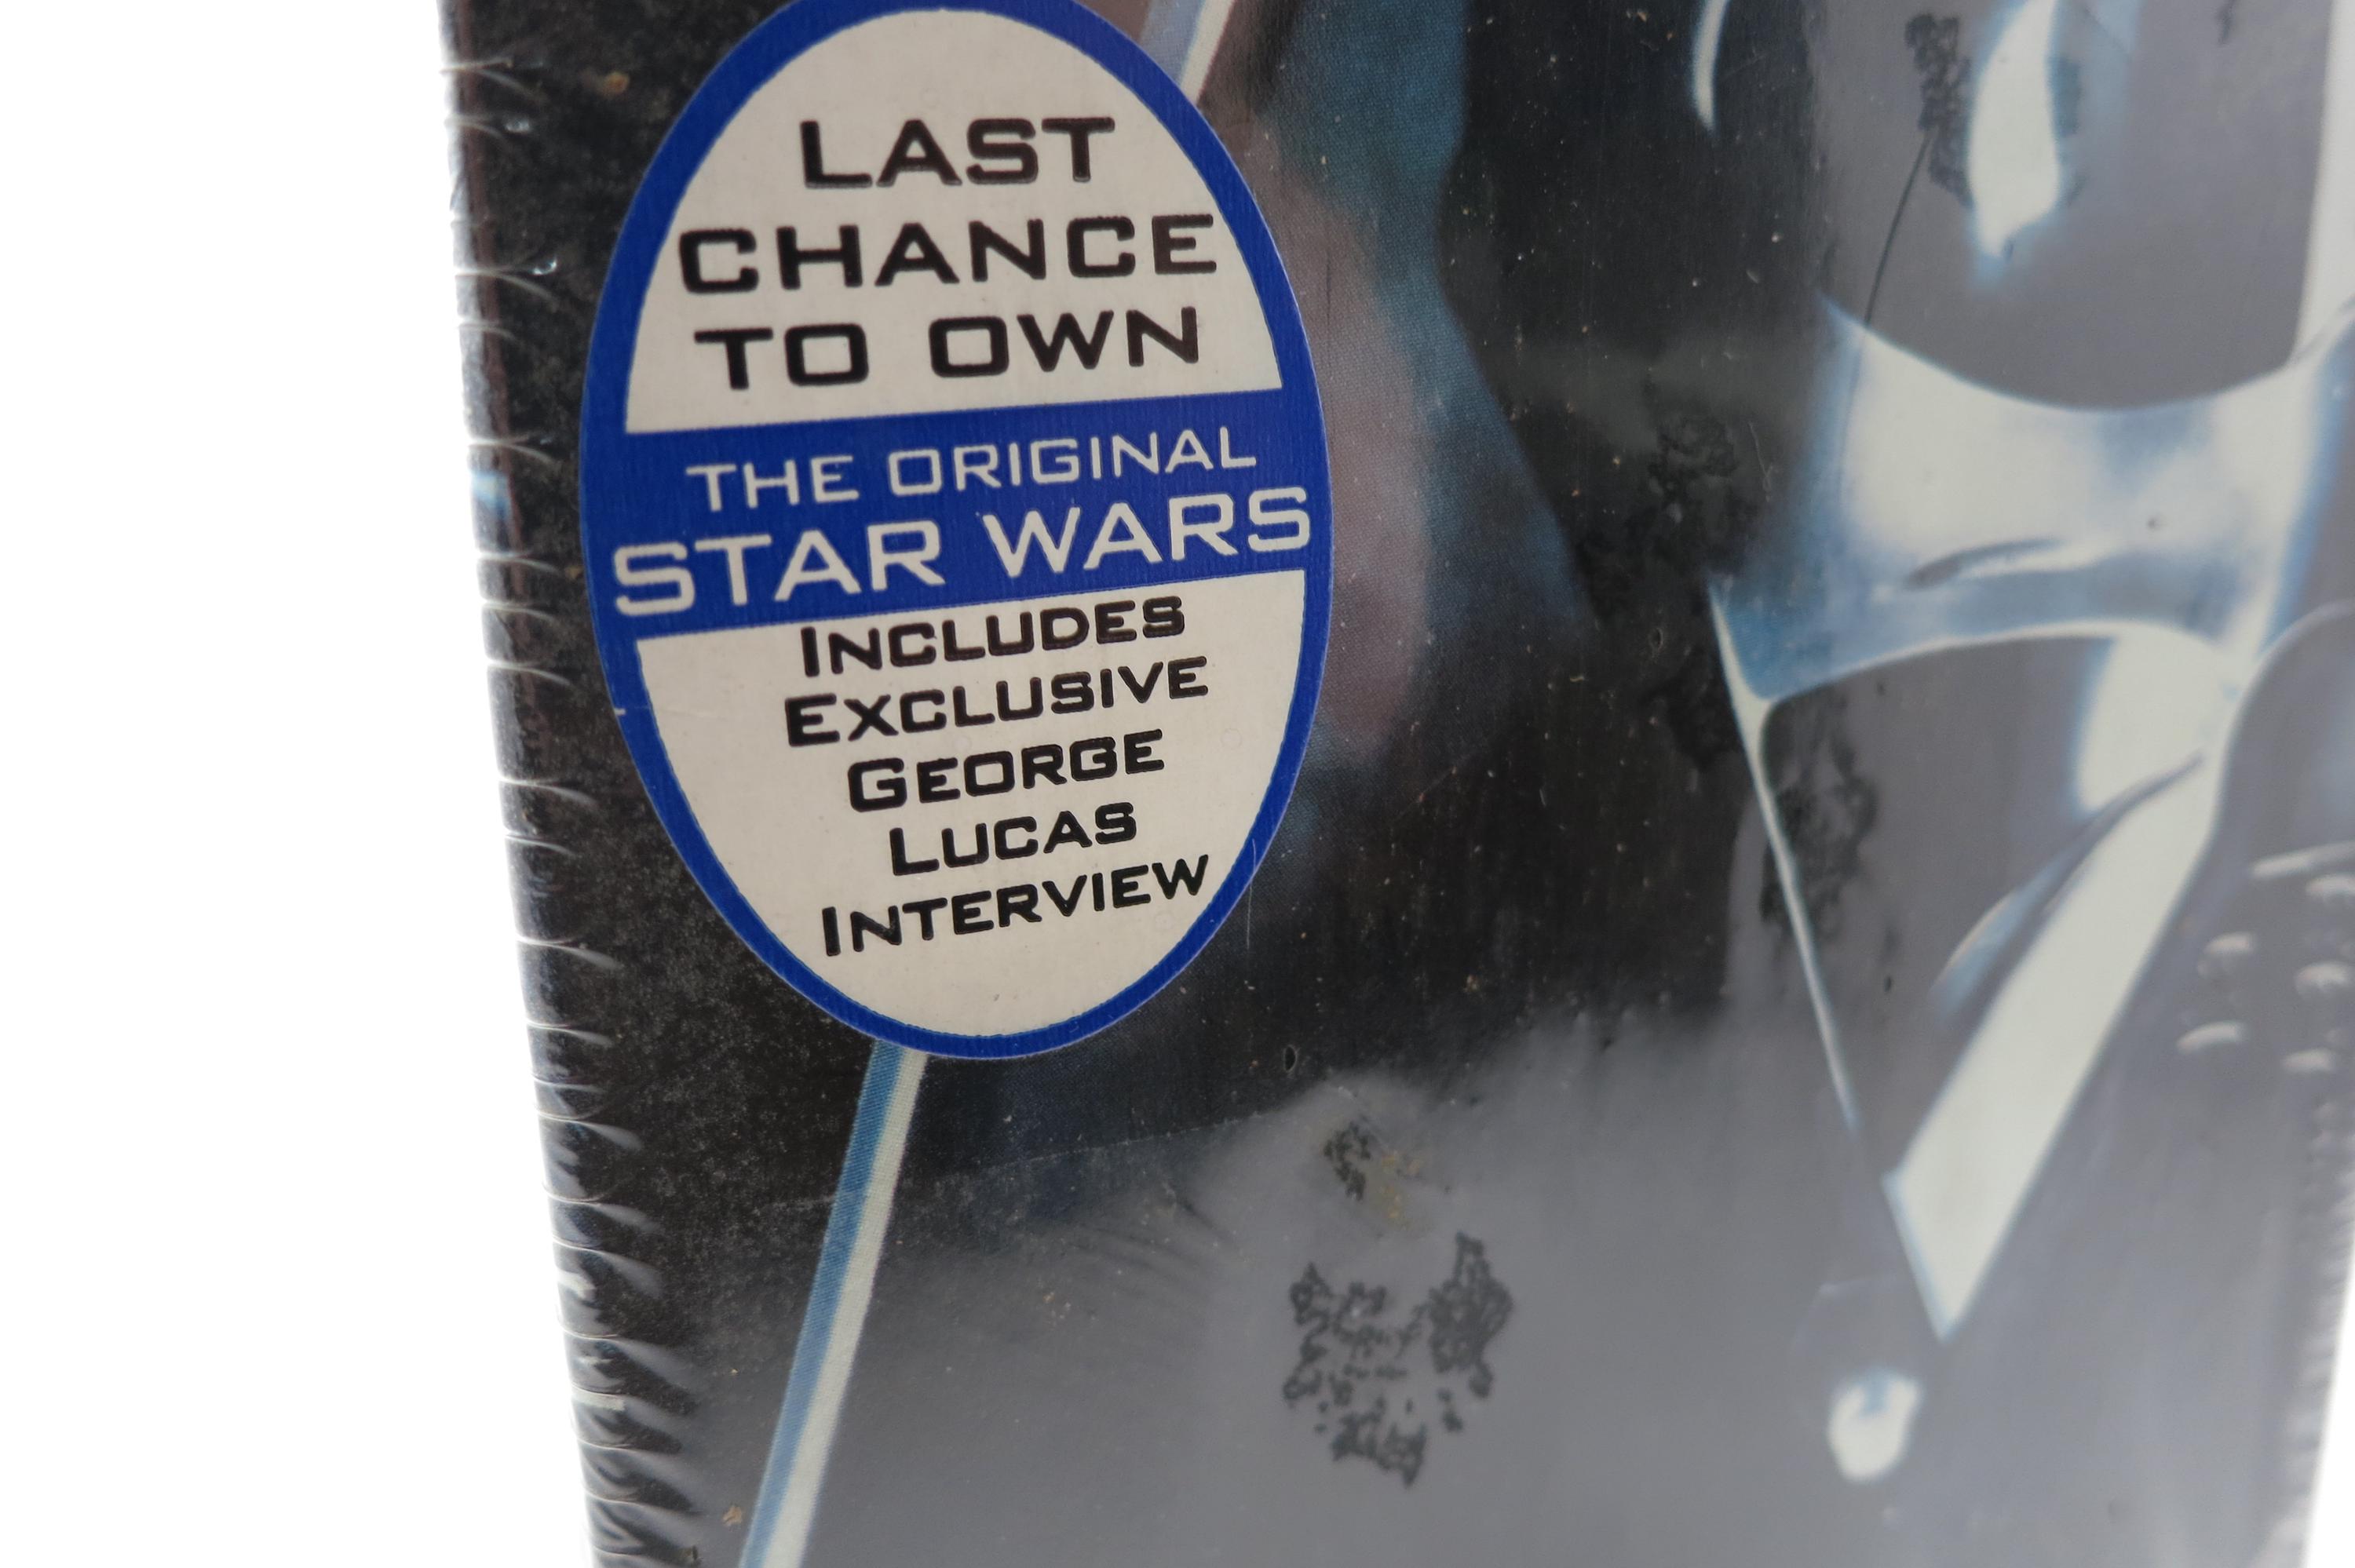 LAST
CHANCE
TO OWN
THE ORIGINAL
STAR WARS
INCLUDES
EXCLUSIVE
GEORGE
LUCAS
INTERVIEW